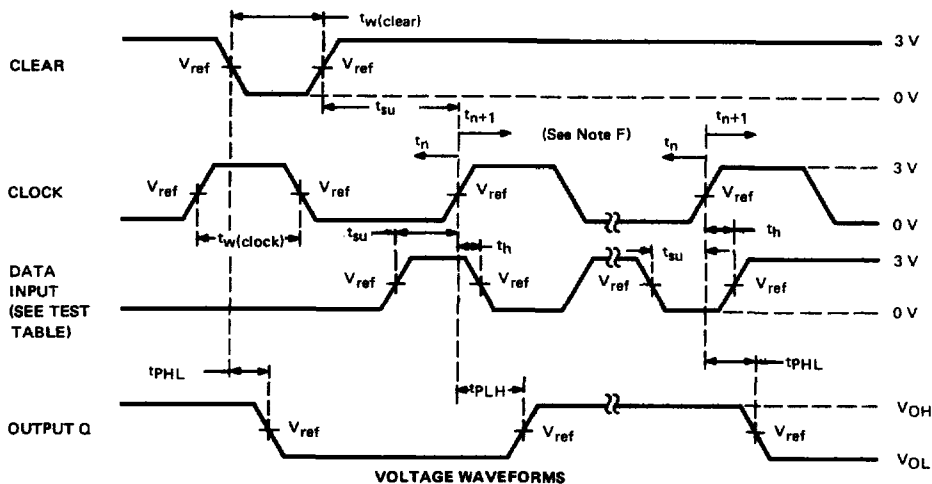 tw(clear)
CLEAR
Vref
Vref
3 V
0 V
tsu
tn
tn+1
(See Note F)
tn
tn+1
CLOCK
Vref
Vref
Vref
Vref
3 V
0 V
tw(clock)
tsu
th
tsu
th
DATA
INPUT
(SEE TEST
TABLE)
Vref
Vref
Vref
Vref
3 V
0 V
tPHL
tPLH
tPHL
OUTPUT Q
Vref
Vref
Vref
VOH
VOL
VOLTAGE WAVEFORMS